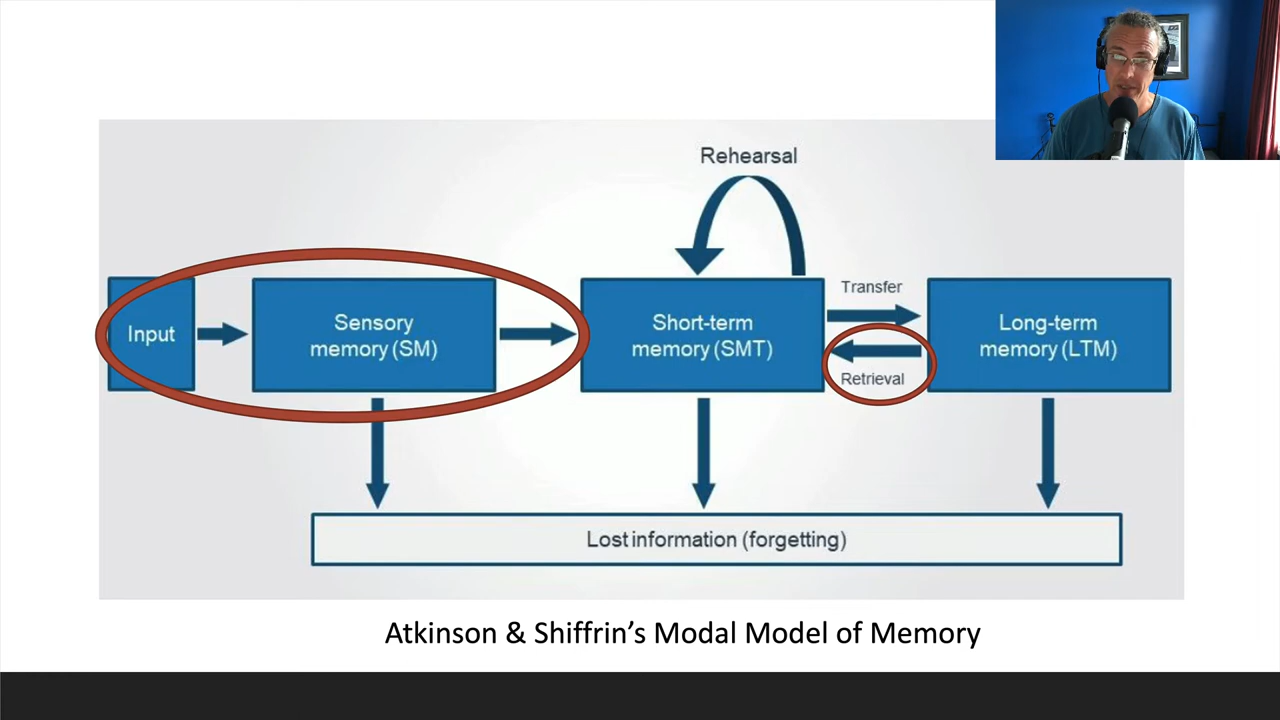 Rehearsal
Input
Sensory
memory (SM)
Short-term
memory (SMT)
Transfer
Retrieval
Long-term
memory (LTM)
Lost information (forgetting)
Atkinson & Shiffrin’s Modal Model of Memory